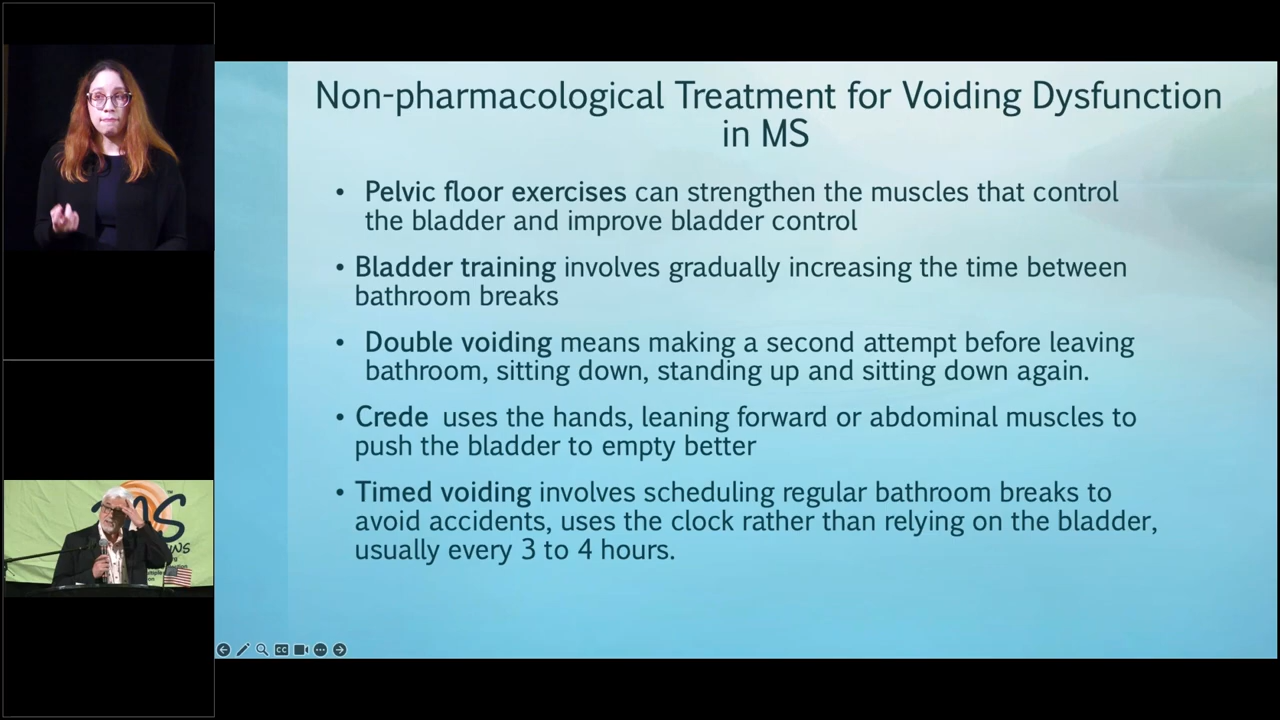 Non-pharmacological Treatment for Voiding Dysfunction
in MS
• Pelvic floor exercises can strengthen the muscles that control
the bladder and improve bladder control
• Bladder training involves gradually increasing the time between
bathroom breaks
• Double voiding means making a second attempt before leaving
bathroom, sitting down, standing up and sitting down again.
• Crede uses the hands, leaning forward or abdominal muscles to
push the bladder to empty better
• Timed voiding involves scheduling regular bathroom breaks to
avoid accidents, uses the clock rather than relying on the bladder,
usually every 3 to 4 hours.
CC
MS